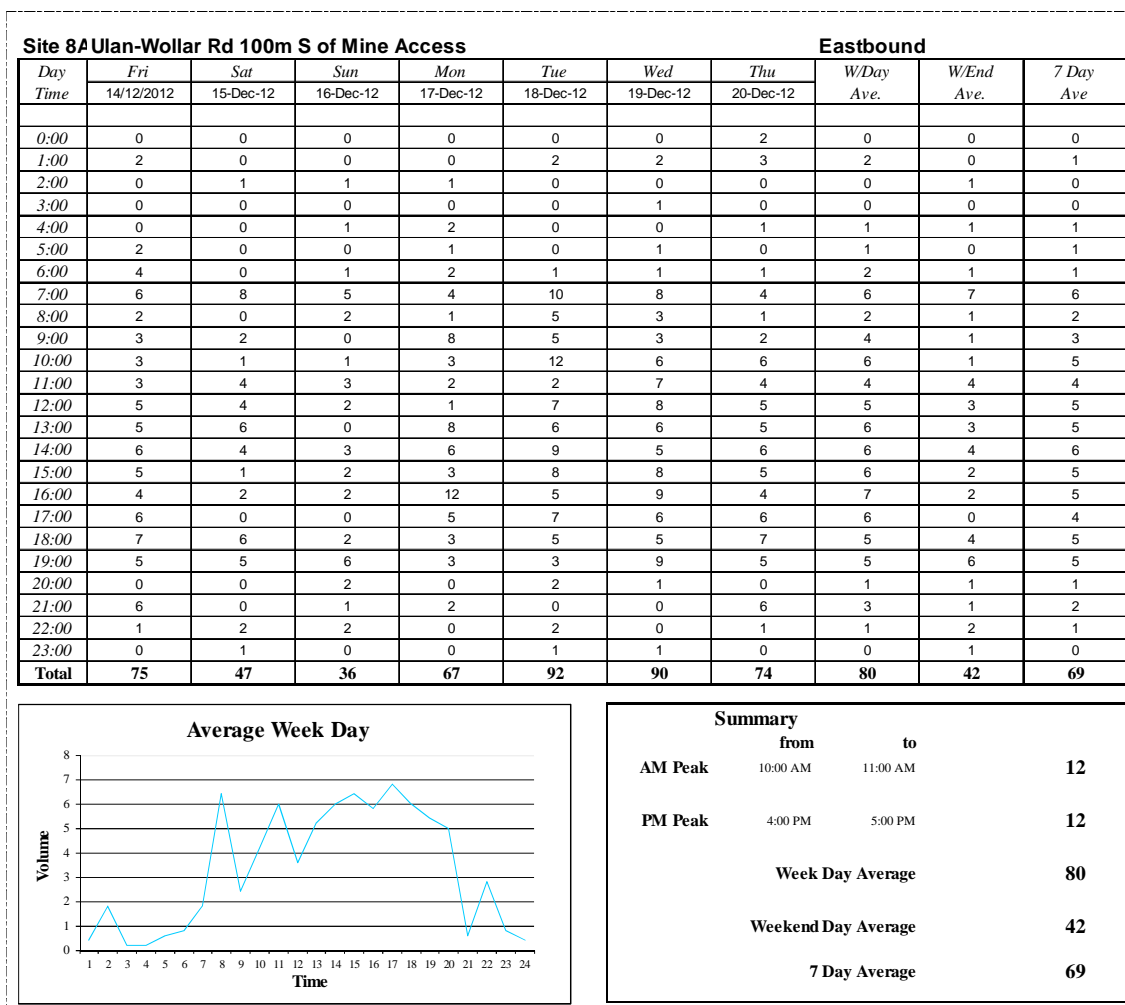 Site 8A Ulan-Wollar Rd 100m S of Mine Access Eastbound
Day Fri Sat Sun Mon Tue Wed Thu W/Day W/End 7 Day
Time 14/12/2012 15-Dec-12 16-Dec-12 17-Dec-12 18-Dec-12 19-Dec-12 20-Dec-12 Ave. Ave. Ave
0:00 0 0 0 0 0 0 2 0 0 0
1:00 2 0 0 0 2 2 3 2 0 1
2:00 0 1 1 1 0 0 0 0 1 0
3:00 0 0 0 0 0 1 0 0 0 0
4:00 0 0 1 2 0 0 1 1 1 1
5:00 2 0 0 1 0 1 0 1 0 1
6:00 4 0 1 2 1 1 1 2 1 1
7:00 6 8 5 4 10 8 4 6 7 6
8:00 2 0 2 1 5 3 1 2 1 2
9:00 3 2 0 8 5 3 2 4 1 3
10:00 3 1 1 3 12 6 6 6 1 5
11:00 3 4 3 2 2 7 4 4 4 4
12:00 5 4 2 1 7 8 5 5 3 5
13:00 5 6 0 8 6 6 5 6 3 5
14:00 6 4 3 6 9 5 6 6 4 6
15:00 5 1 2 3 8 8 5 6 2 5
16:00 4 2 2 12 5 9 4 7 2 5
17:00 6 0 0 5 7 6 6 6 0 4
18:00 7 6 2 3 5 5 7 5 4 5
19:00 5 5 6 3 3 9 5 5 6 5
20:00 0 0 2 0 2 1 0 1 1 1
21:00 6 0 1 2 0 0 6 3 1 2
22:00 1 2 2 0 2 0 1 1 2 1
23:00 0 1 0 0 1 1 0 0 1 0
Total 75 47 36 67 92 90 74 80 42 69
Average Week Day
8
7
6
5
4
3
2
1
0
Volume
1 2 3 4 5 6 7 8 9 10 11 12 13 14 15 16 17 18 19 20 21 22 23 24
Time
Summary
from to
AM Peak 10:00 AM 11:00 AM 12
PM Peak 4:00 PM 5:00 PM 12
Week Day Average 80
Weekend Day Average 42
7 Day Average 69